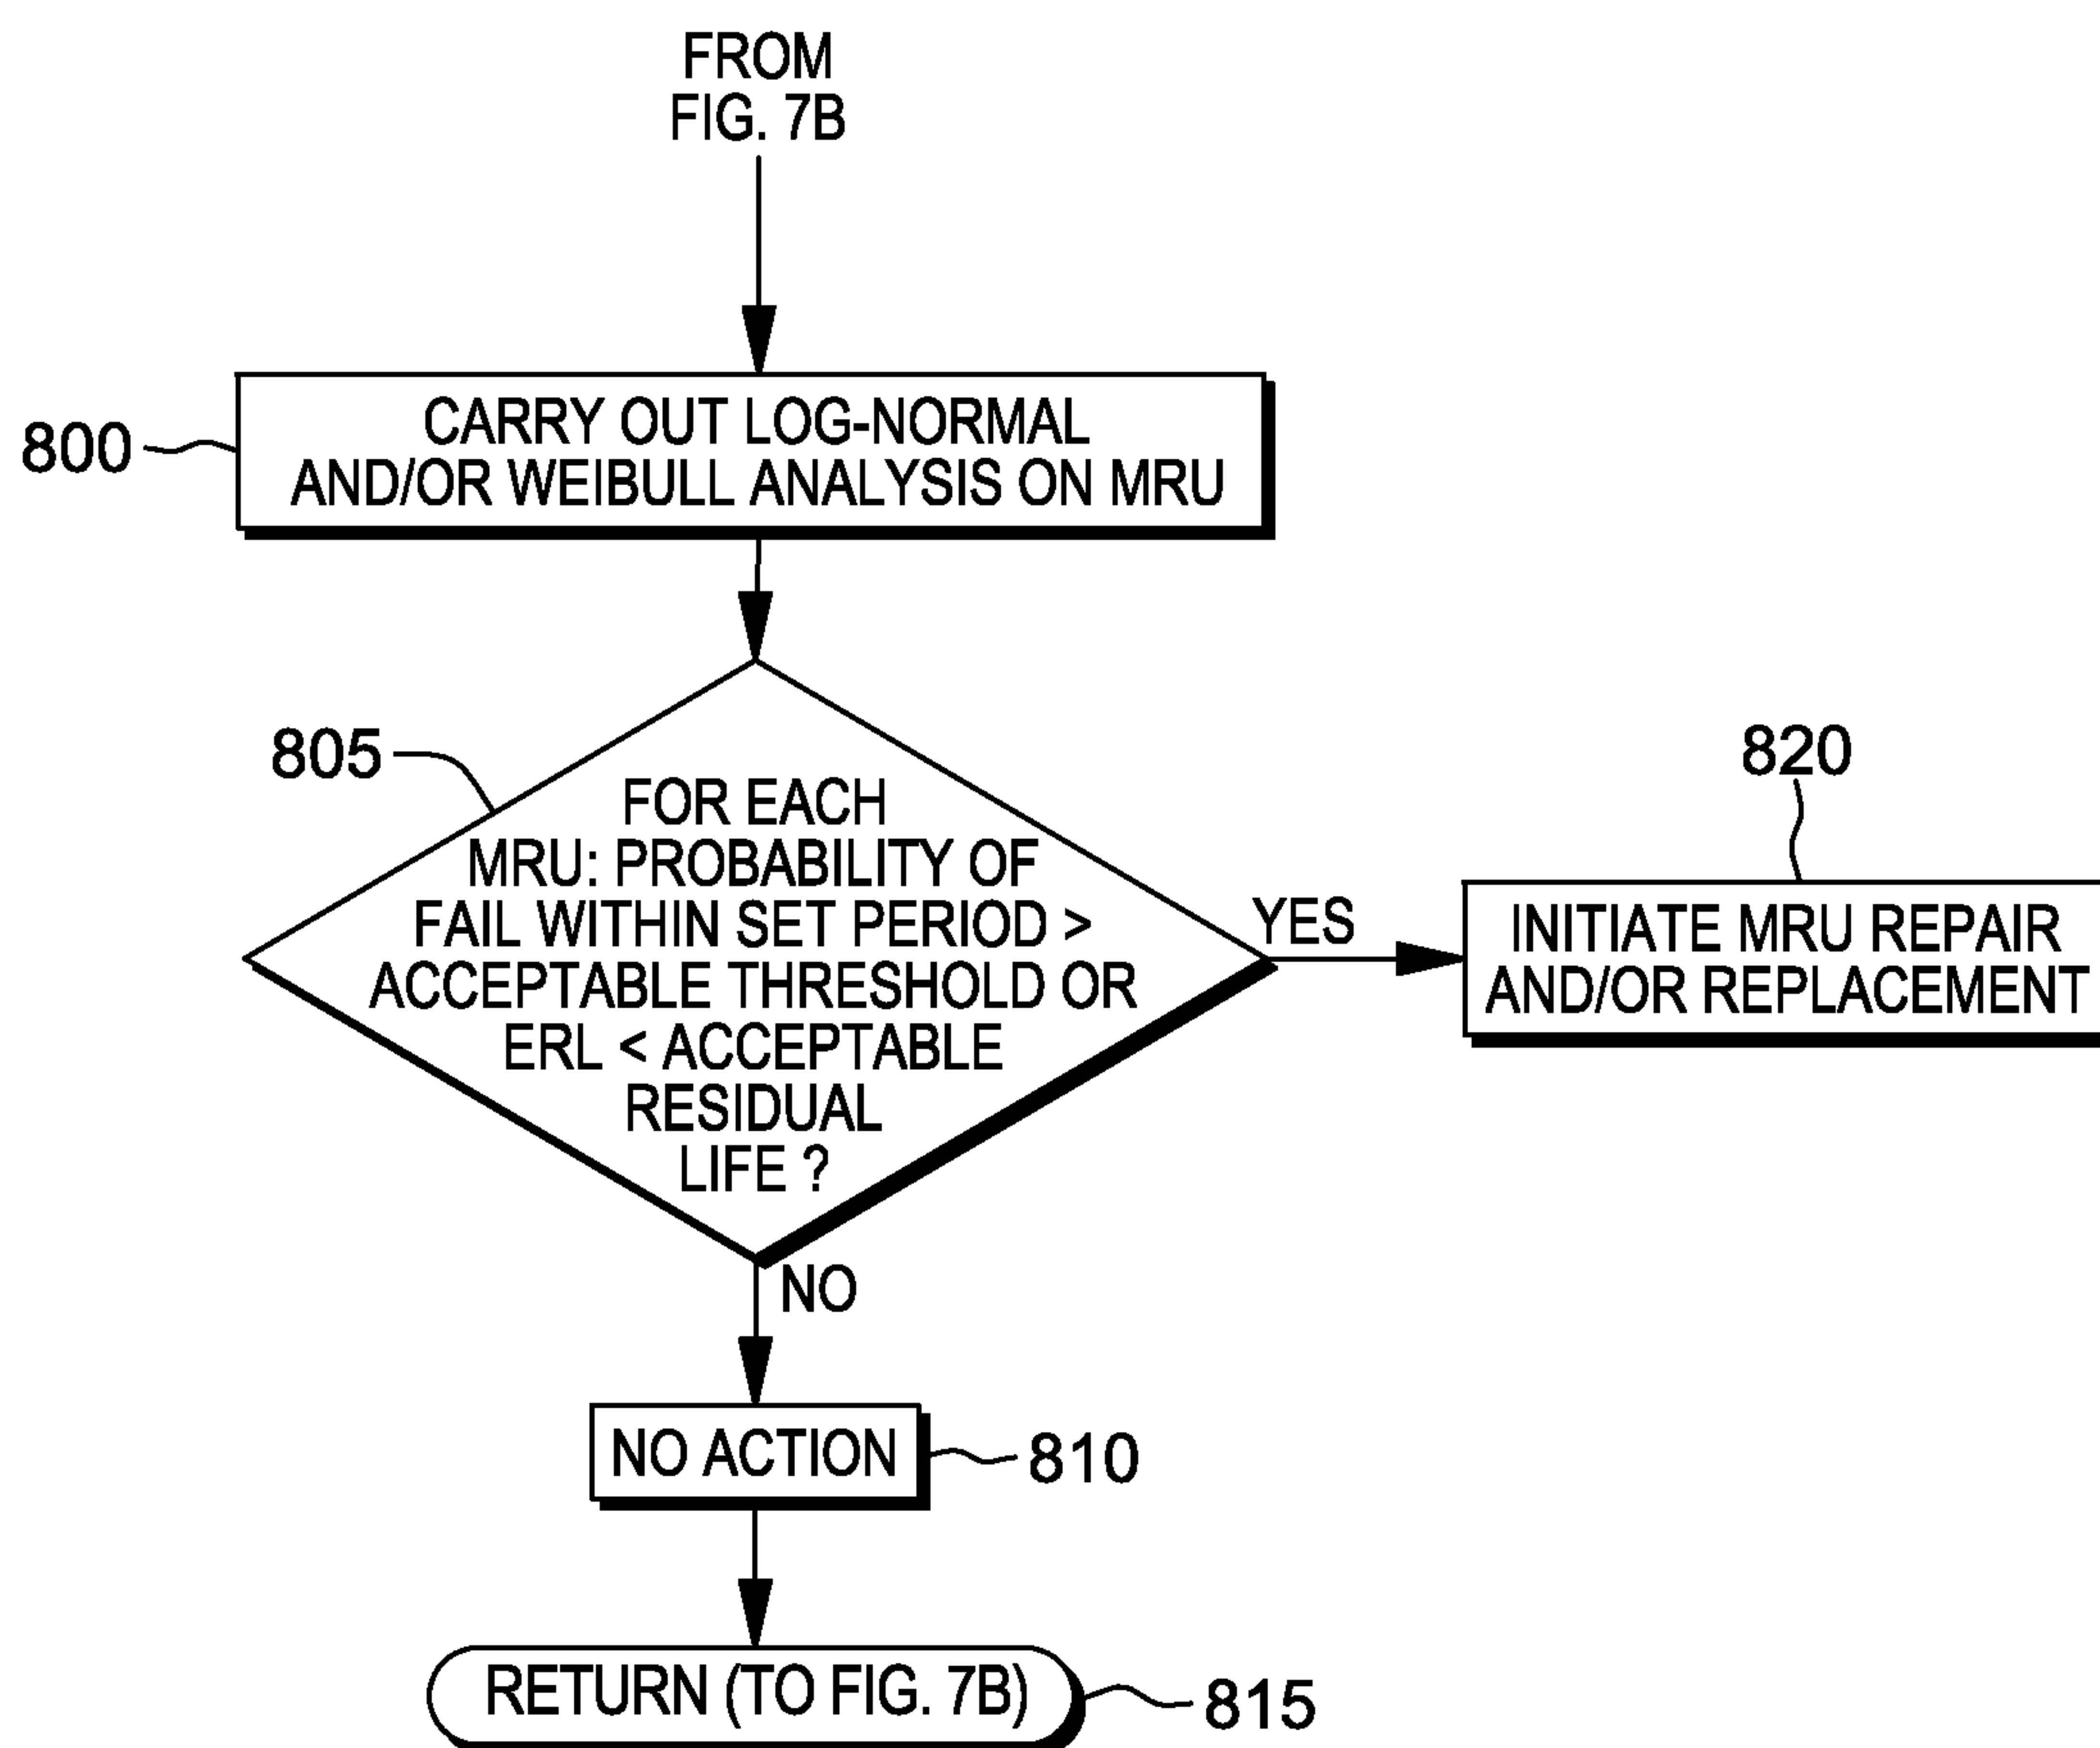 FROM
FIG. 7B
800
CARRY OUT LOG-NORMAL
AND/OR WEIBULL ANALYSIS ON MRU
805
FOR EACH
MRU: PROBABILITY OF
FAIL WITHIN SET PERIOD >
ACCEPTABLE THRESHOLD OR
ERL < ACCEPTABLE
RESIDUAL
LIFE ?
YES
820
INITIATE MRU REPAIR
AND/OR REPLACEMENT
NO
NO ACTION
810
RETURN (TO FIG. 7B)
815